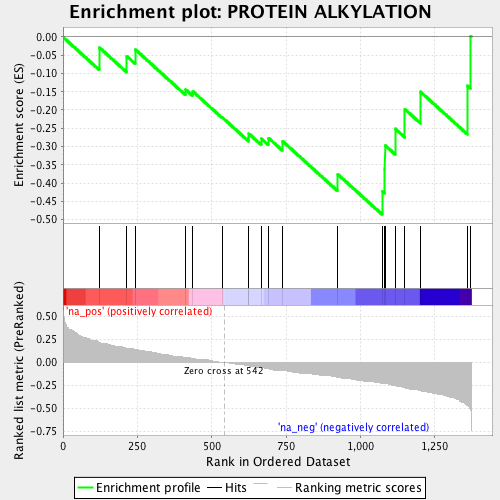 Enrichment plot: PROTEIN ALKYLATION
Enrichment score (ES)
0.00
-0.05
-0.10
-0.15
-0.20
-0.25
-0.30
-0.35
-0.40
-0.45
-0.50
'na_pos' (positively correlated)
Ranked list metric (PreRanked)
0.50
0.25
0.00
-0.25
-0.50
-0.75
Zero cross at 542
'na_neg' (negatively correlated)
0 250 500 750 1,000 1,250
Rank in Ordered Dataset
Enrichment profile Hits Ranking metric scores